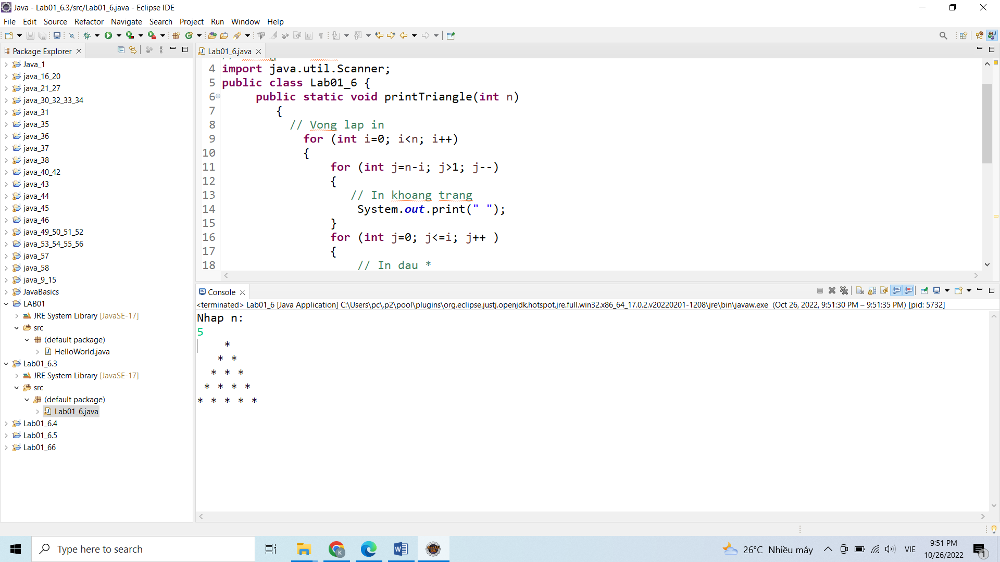 Java - Lab01_6.3/src/Lab01_6.java - Eclipse IDE
File Edit Source Refactor Navigate Search Project Run Window Help
Package Explorer
Java_1
java_16_20
java_21_27
java_30_32_33_34
java_31
java_35
java_36
java_37
java_38
java_40_42
java_43
java_44
java_45
java_46
java_49_50_51_52
java_53_54_55_56
java_57
java_58
java_9_15
JavaBasics
LAB01
JRE System Library [JavaSE-17]
src
(default package)
HelloWorld.java
Lab01_6.3
JRE System Library [JavaSE-17]
src
(default package)
Lab01_6.java
Lab01_6.4
Lab01_6.5
Lab01_66
Lab01_6.java
4 import java.util.Scanner;
5 public class Lab01_6 {
6 public static void printTriangle(int n)
7 {
8 // Vong lap in
9 for (int i=0; i<n; i++)
10 {
11 for (int j=n-i; j>1; j--)
12 {
13 // In khoang trang
14 System.out.print(" ");
15 }
16 for (int j=0; j<=i; j++ )
17 {
18 // In dau *
Console
<terminated> Lab01_6 [Java Application] C:\Users\pc\.p2\pool\plugins\org.eclipse.justj.openjdk.hotspot.jre.full.win32.x86_64_17.0.2.v20220201-1208\jre\bin\javaw.exe (Oct 26, 2022, 9:51:30 PM – 9:51:35 PM) [pid: 5732]
Nhap n:
5
*
* *
* * *
* * * *
* * * * *
Type here to search
26°C Nhiều mây
VIE
9:51 PM
10/26/2022
1